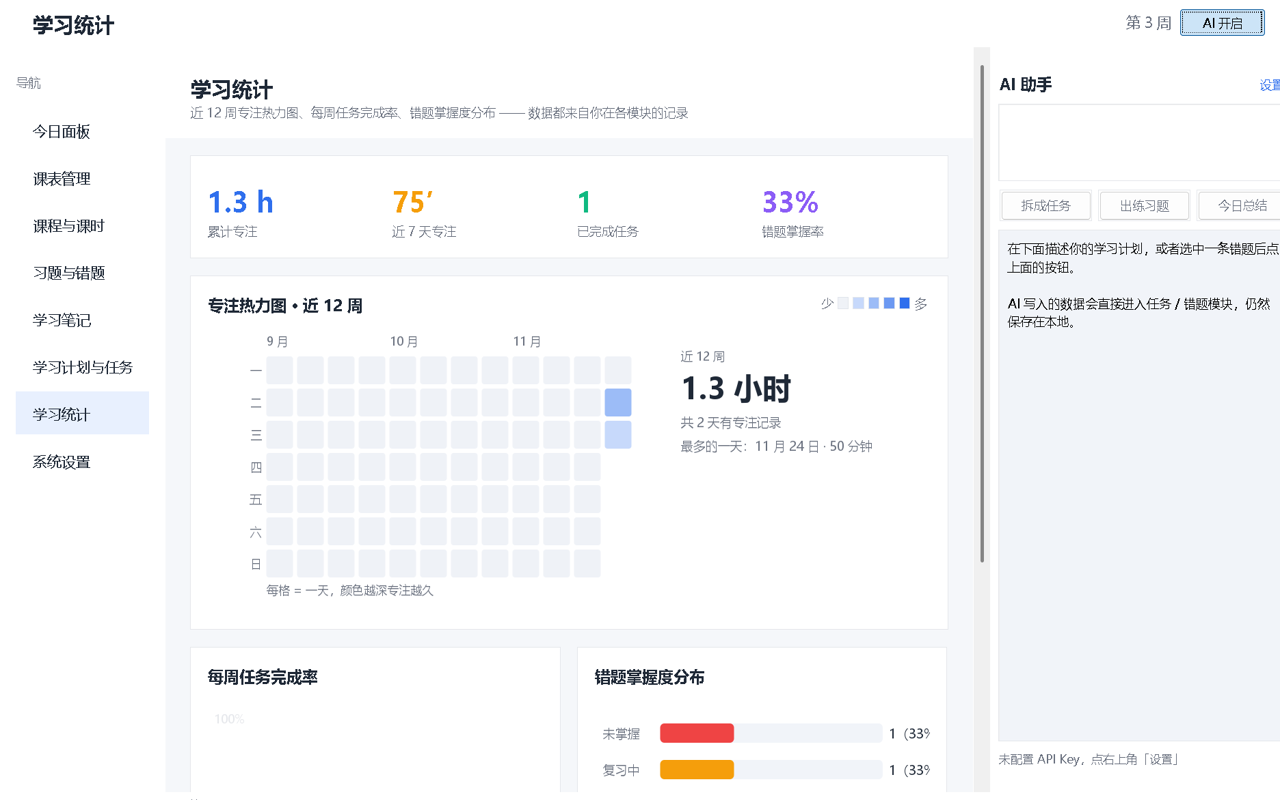 学习统计
第 3 周
AI 开启
导航
今日面板
课表管理
课程与课时
习题与错题
学习笔记
学习计划与任务
学习统计
系统设置
学习统计
近 12 周专注热力图、每周任务完成率、错题掌握度分布 —— 数据都来自你在各模块的记录
1.3 h
累计专注
75′
近 7 天专注
1
已完成任务
33%
错题掌握率
专注热力图 • 近 12 周
少
多
9 月
10 月
11 月
一
二
三
四
五
六
日
每格 = 一天，颜色越深专注越久
近 12 周
1.3 小时
共 2 天有专注记录
最多的一天：11 月 24 日 · 50 分钟
每周任务完成率
100%
错题掌握度分布
未掌握
1（33%
复习中
1（33%
AI 助手
设置
拆成任务
出练习题
今日总结
在下面描述你的学习计划，或者选中一条错题后点
上面的按钮。
AI 写入的数据会直接进入任务 / 错题模块，仍然
保存在本地。
未配置 API Key，点右上角「设置」